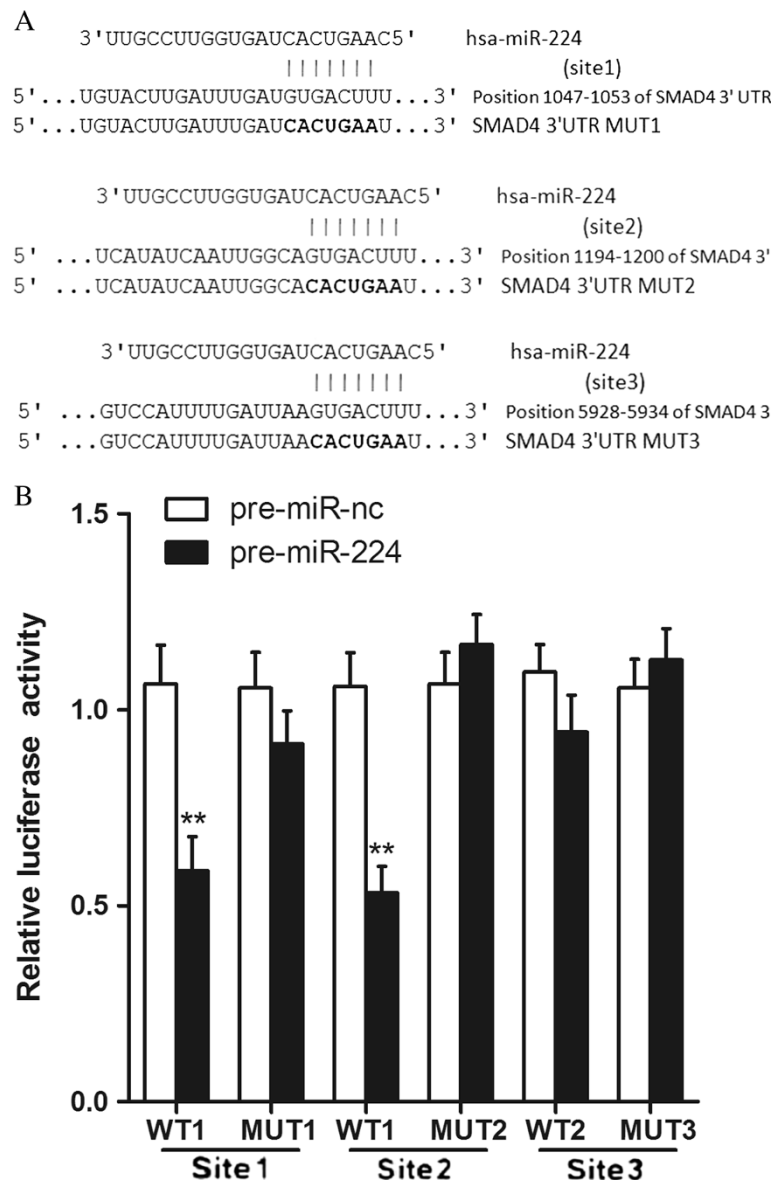 A
3'UUGCCUUGGUGAUCACUGAAC5' hsa-miR-224
(site1)
5'...UGUACUUGAUUUGAUGUGACUUU...3' Position 1047-1053 of SMAD4 3' UTR
5'...UGUACUUGAUUUGAUCACUGAAU...3' SMAD4 3'UTR MUT1
3'UUGCCUUGGUGAUCACUGAAC5' hsa-miR-224
(site2)
5' ...UCAUAUCAAUUGGCAGUGACUUU...3' Position 1194-1200 of SMAD4 3'
5' ...UCAUAUCAAUUGGCACACUGAAU...3' SMAD4 3'UTR MUT2
3'UUGCCUUGGUGAUCACUGAAC5' hsa-miR-224
(site3)
5' ...GUCCAUUUUGAUUAAGUGACUUU...3' Position 5928-5934 of SMAD4 3
5' ...GUCCAUUUUGAUUAACACUGAAU...3' SMAD4 3'UTR MUT3
B
pre-miR-nc
pre-miR-224
Relative luciferase activity
1.5
1.0
0.5
0.0
**
**
WT1 MUT1 WT1 MUT2 WT2 MUT3
Site 1 Site 2 Site 3